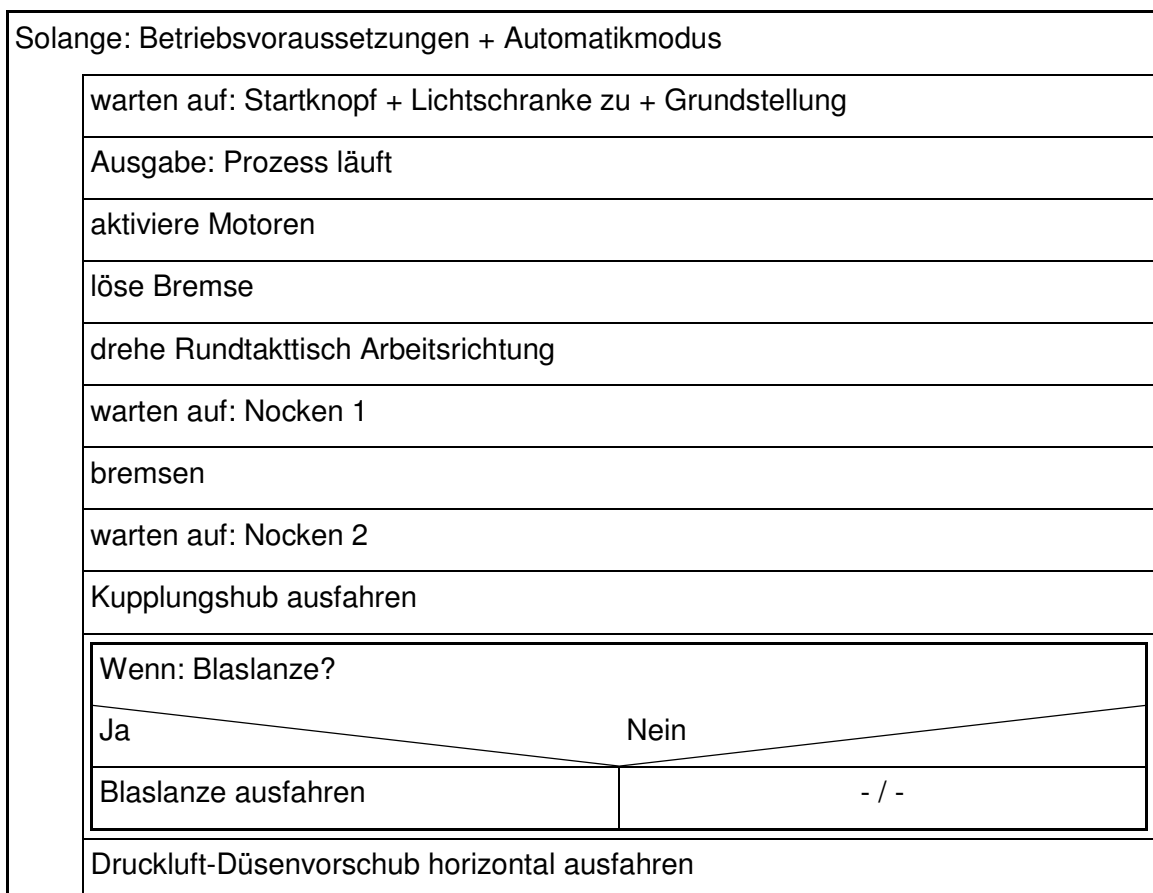 Solange: Betriebsvoraussetzungen + Automatikmodus
warten auf: Startknopf + Lichtschranke zu + Grundstellung
Ausgabe: Prozess läuft
aktiviere Motoren
löse Bremse
drehe Rundtakttisch Arbeitsrichtung
warten auf: Nocken 1
bremsen
warten auf: Nocken 2
Kupplungshub ausfahren
Wenn: Blaslanze?
Ja Nein
Blaslanze ausfahren - / -
Druckluft-Düsenvorschub horizontal ausfahren